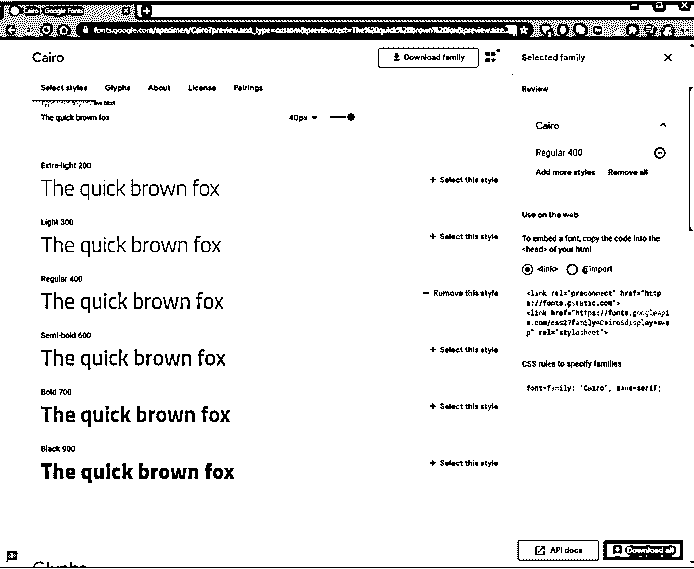 Cairo - Google Fonts
fonts.google.com/specimen/Cairo?preview.text_type=custom&preview.text=The%20quick%20brown%20fox&preview.size
Cairo
Download family
Selected family
Select styles Glyphs About License Pairings
Review
The quick brown fox
40px
Cairo
Regular 400
Add more styles Remove all
Extra-light 200
The quick brown fox
+ Select this style
Light 300
The quick brown fox
+ Select this style
Regular 400
The quick brown fox
— Remove this style
Semi-bold 600
The quick brown fox
+ Select this style
Bold 700
The quick brown fox
+ Select this style
Black 900
The quick brown fox
+ Select this style
Use on the web
To embed a font, copy the code into the
<head> of your html
<link> @import
<link rel="preconnect" href="http
s://fonts.gstatic.com">
<link href="https://fonts.googleapi
s.com/css2?family=Cairo&display=swa
p" rel="stylesheet">
CSS rules to specify families
font-family: 'Cairo', sans-serif;
API docs
Download all
Glyphs